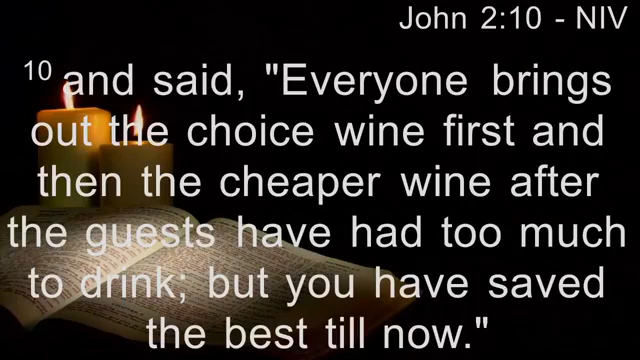 John 2:10 - NIV
10 and said, "Everyone brings
out the choice wine first and
then the cheaper wine after
the guests have had too much
to drink; but you have saved
the best till now."